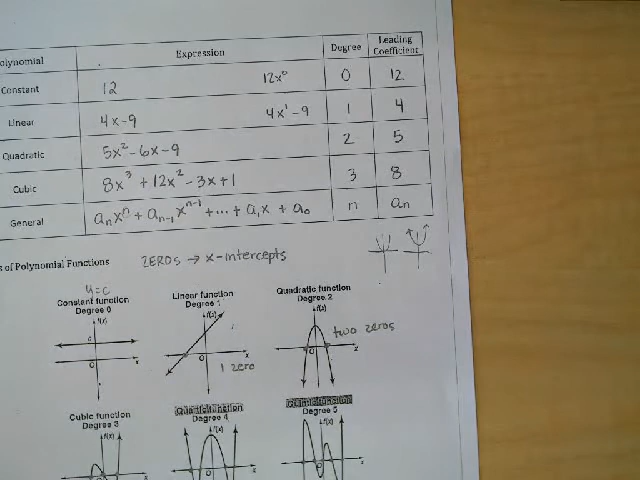 olynomial Expression Degree Leading Coefficient
Constant 12 12x⁰ 0 12
Linear 4x-9 4x¹-9 1 4
Quadratic 5x²-6x-9 2 5
Cubic 8x³+12x²-3x+1 3 8
General aₙxⁿ+aₙ₋₁xⁿ⁻¹+...+a₁x+a₀ n aₙ
s of Polynomial Functions ZEROS → x-intercepts
y=c
Constant function Linear function Quadratic function
Degree 0 Degree 1 Degree 2
f(x) f(x) f(x)
two zeros
O x O x O x
1 zero
Cubic function Quartic function
Degree 3 Degree 4 Degree 5
f(x) f(x) f(x)
O x O x O x